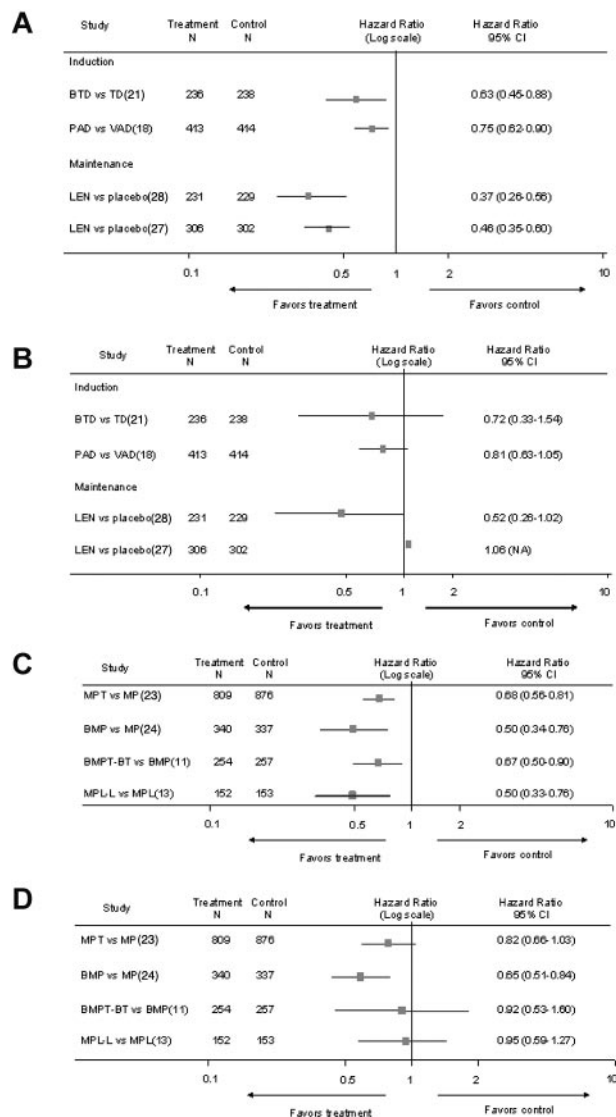 A
Study Treatment N Control N Hazard Ratio (Log scale) Hazard Ratio 95% CI
Induction
BTD vs TD(21) 236 238 0.63 (0.45-0.88)
PAD vs VAD(18) 413 414 0.75 (0.62-0.90)
Maintenance
LEN vs placebo(28) 231 229 0.37 (0.26-0.56)
LEN vs placebo(27) 306 302 0.46 (0.35-0.60)
0.1 0.5 1 2 10
Favors treatment Favors control
B
Study Treatment N Control N Hazard Ratio (Log scale) Hazard Ratio 95% CI
Induction
BTD vs TD(21) 236 238 0.72 (0.33-1.54)
PAD vs VAD(18) 413 414 0.81 (0.63-1.05)
Maintenance
LEN vs placebo(28) 231 229 0.52 (0.26-1.02)
LEN vs placebo(27) 306 302 1.06 (NA)
0.1 0.5 1 2 10
Favors treatment Favors control
C
Study Treatment N Control N Hazard Ratio (Log scale) Hazard Ratio 95% CI
MPT vs MP(23) 809 876 0.68 (0.56-0.81)
BMP vs MP(24) 340 337 0.50 (0.34-0.76)
BMPT-BT vs BMP(11) 254 257 0.67 (0.50-0.90)
MPL-L vs MPL(13) 152 153 0.50 (0.33-0.76)
0.1 0.5 1 2 10
Favors treatment Favors control
D
Study Treatment N Control N Hazard Ratio (Log scale) Hazard Ratio 95% CI
MPT vs MP(23) 809 876 0.82 (0.66-1.03)
BMP vs MP(24) 340 337 0.65 (0.51-0.84)
BMPT-BT vs BMP(11) 254 257 0.92 (0.53-1.60)
MPL-L vs MPL(13) 152 153 0.95 (0.59-1.27)
0.1 0.5 1 2 10
Favors treatment Favors control